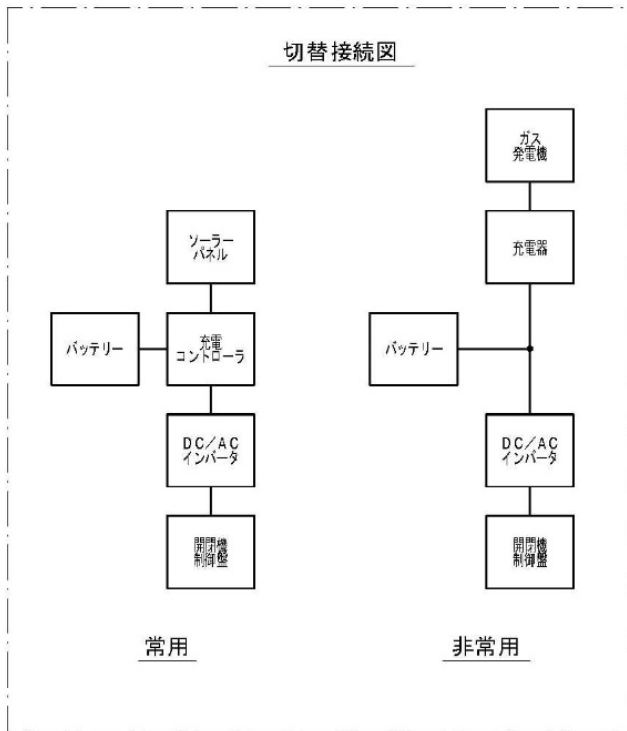 切替接続図
ソーラー
パネル
バッテリー
充電
コントローラ
DC/AC
インバータ
開閉機
制御盤
常用
ガス
発電機
充電器
バッテリー
DC/AC
インバータ
開閉機
制御盤
非常用